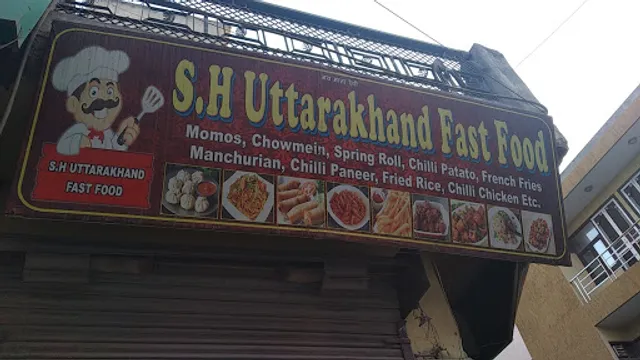 S.H Uttarakhand Fast Food
Momos, Chowmein, Spring Roll, Chilli Patato, French Fries
Manchurian, Chilli Paneer, Fried Rice, Chilli Chicken Etc.
S.H UTTARAKHAND
FAST FOOD